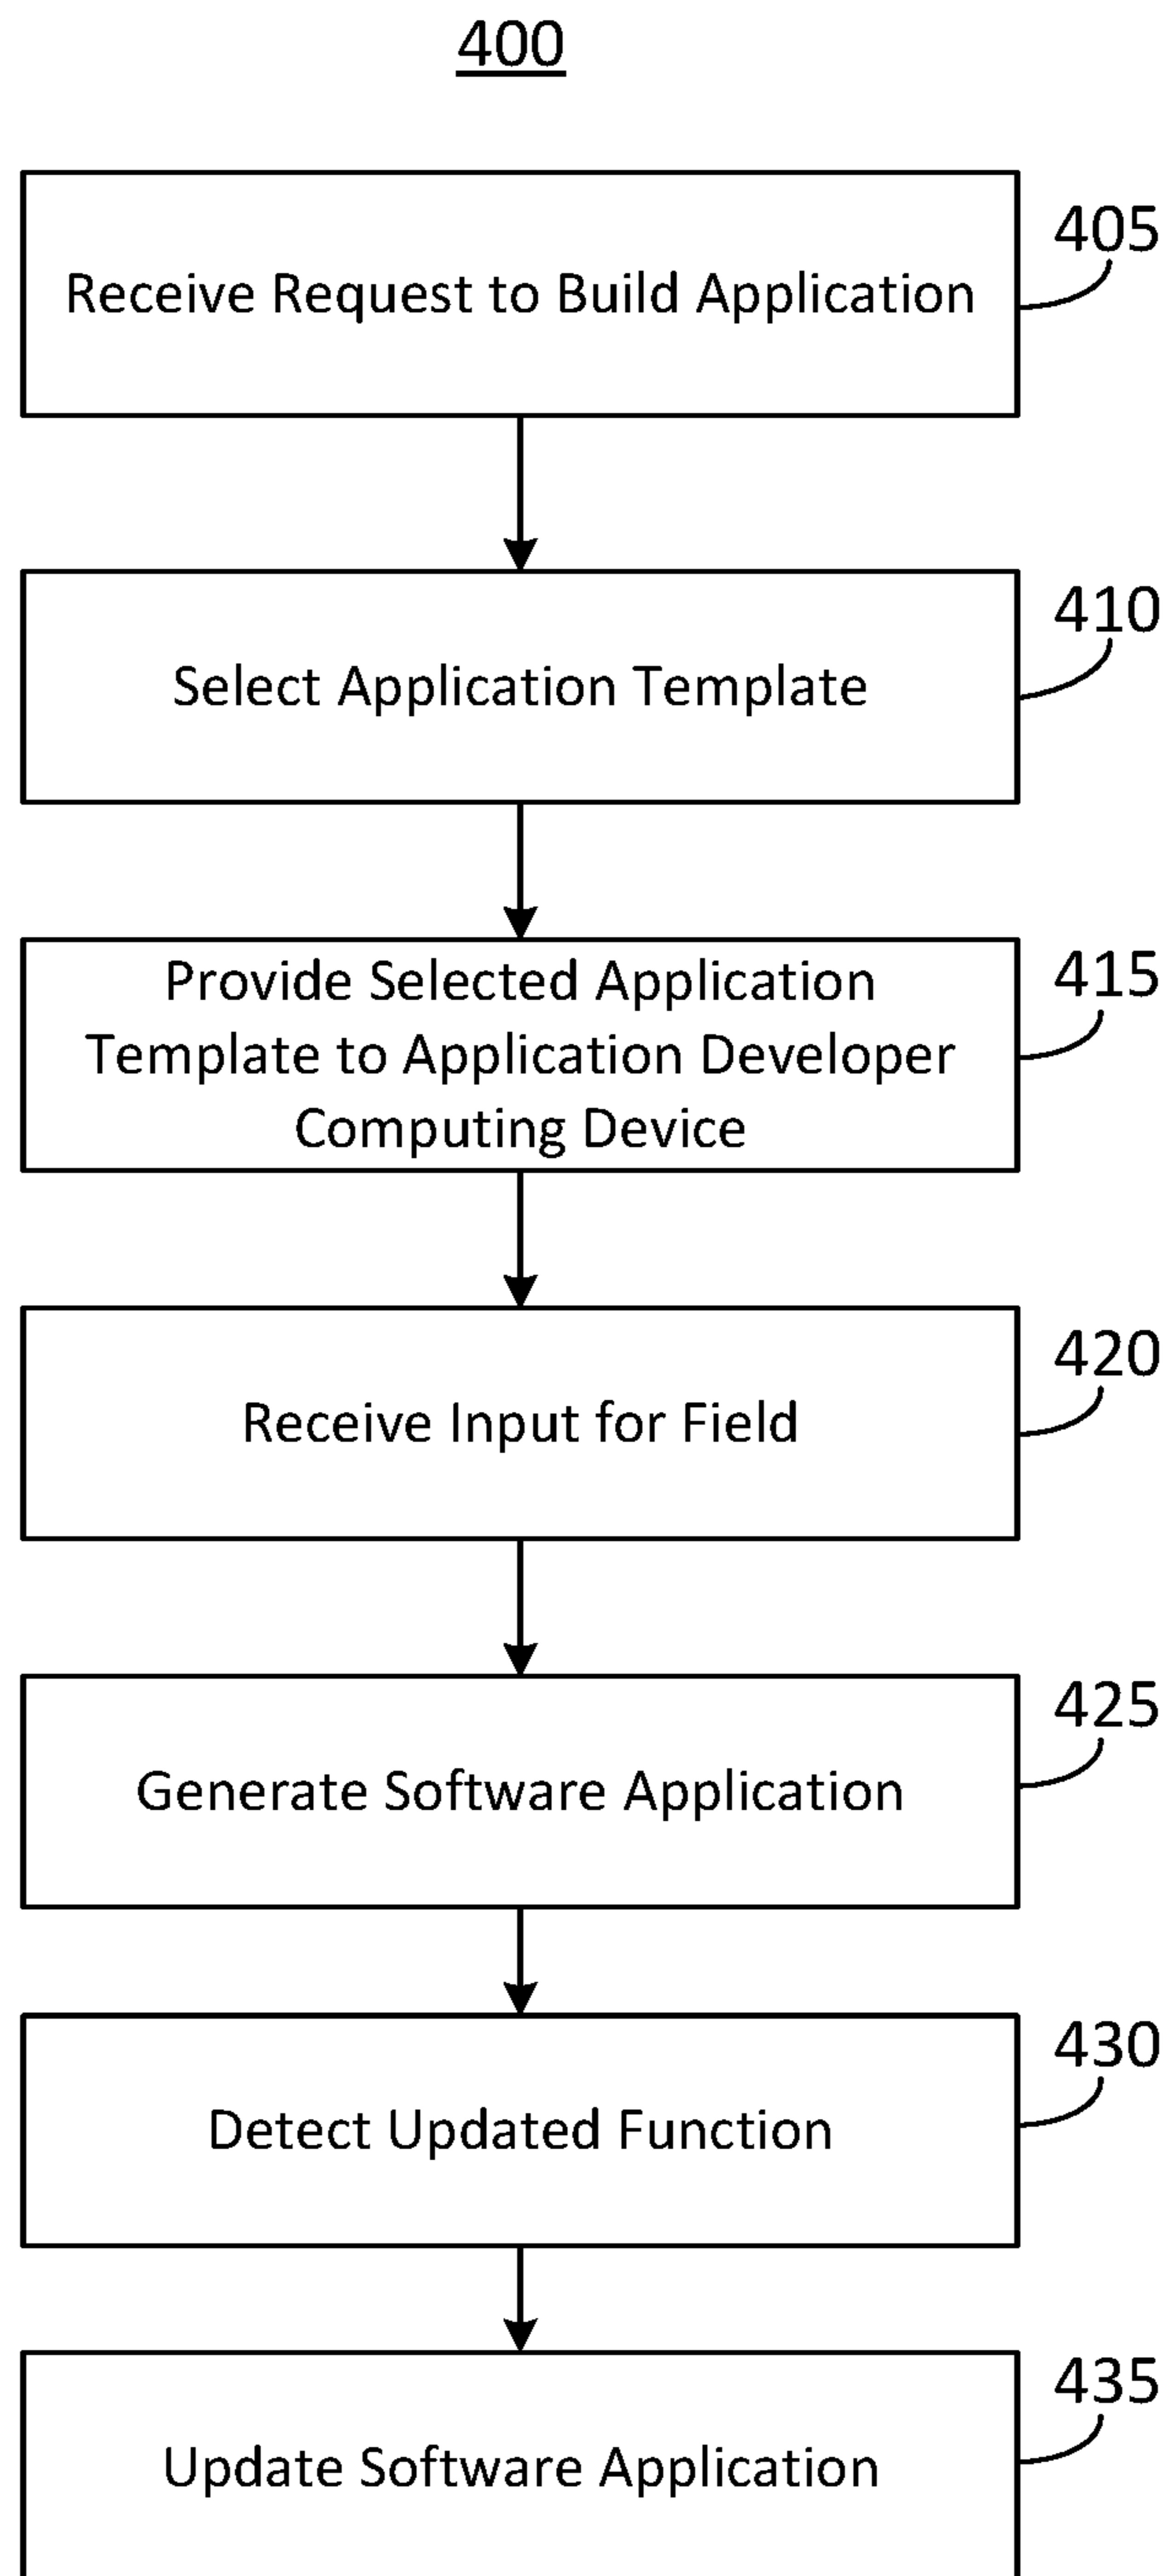 400
Receive Request to Build Application
405
Select Application Template
410
Provide Selected Application
Template to Application Developer
Computing Device
415
Receive Input for Field
420
Generate Software Application
425
Detect Updated Function
430
Update Software Application
435